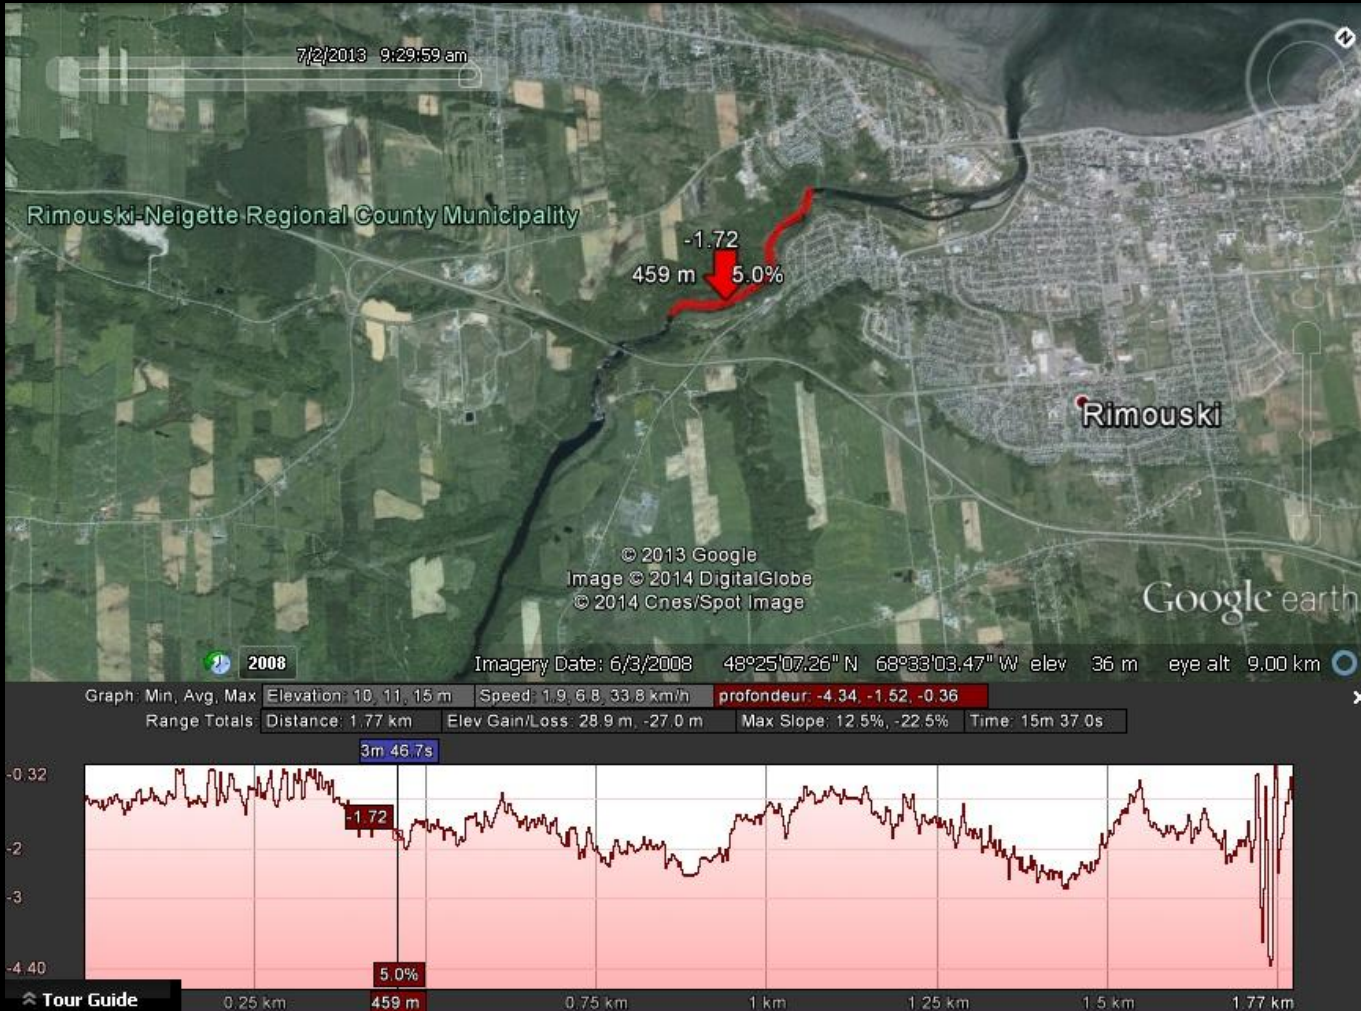 7/2/2013 9:29:59 am
N
Rimouski-Neigette Regional County Municipality
-1.72
459 m 5.0%
Rimouski
© 2013 Google
Image © 2014 DigitalGlobe
© 2014 Cnes/Spot Image
Google earth
2008 Imagery Date: 6/3/2008 48°25'07.26" N 68°33'03.47" W elev 36 m eye alt 9.00 km
Graph: Min, Avg, Max Elevation: 10, 11, 15 m Speed: 1.9, 6.8, 33.8 km/h profondeur: -4.34, -1.52, -0.36
Range Totals: Distance: 1.77 km Elev Gain/Loss: 28.9 m, -27.0 m Max Slope: 12.5%, -22.5% Time: 15m 37.0s
3m 46.7s
-0.32
-1.72
-2
-3
-4.40
5.0%
Tour Guide 0.25 km 459 m 0.75 km 1 km 1.25 km 1.5 km 1.77 km